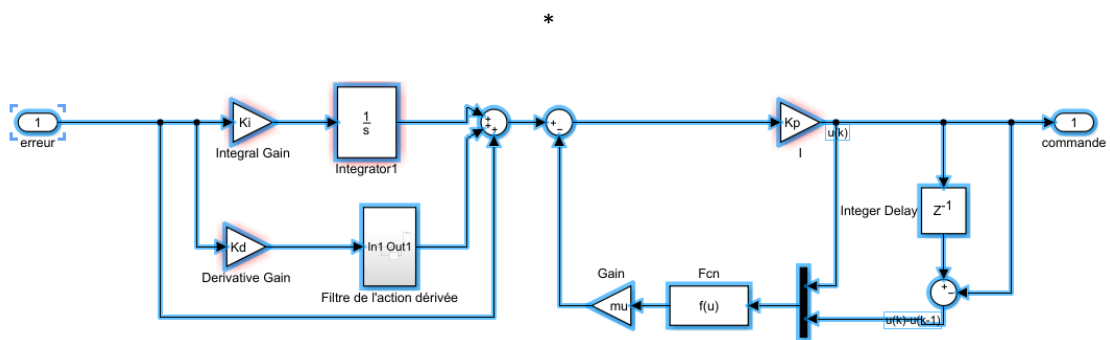 *
1
erreur
Ki
Integral Gain
1
s
Integrator1
+
+
+
+
−
Kp
I
u(k)
1
commande
Kd
Derivative Gain
In1 Out1
Filtre de l'action dérivée
Integer Delay
Z-1
Gain
mu
Fcn
f(u)
+
−
u(k)-u(k-1)